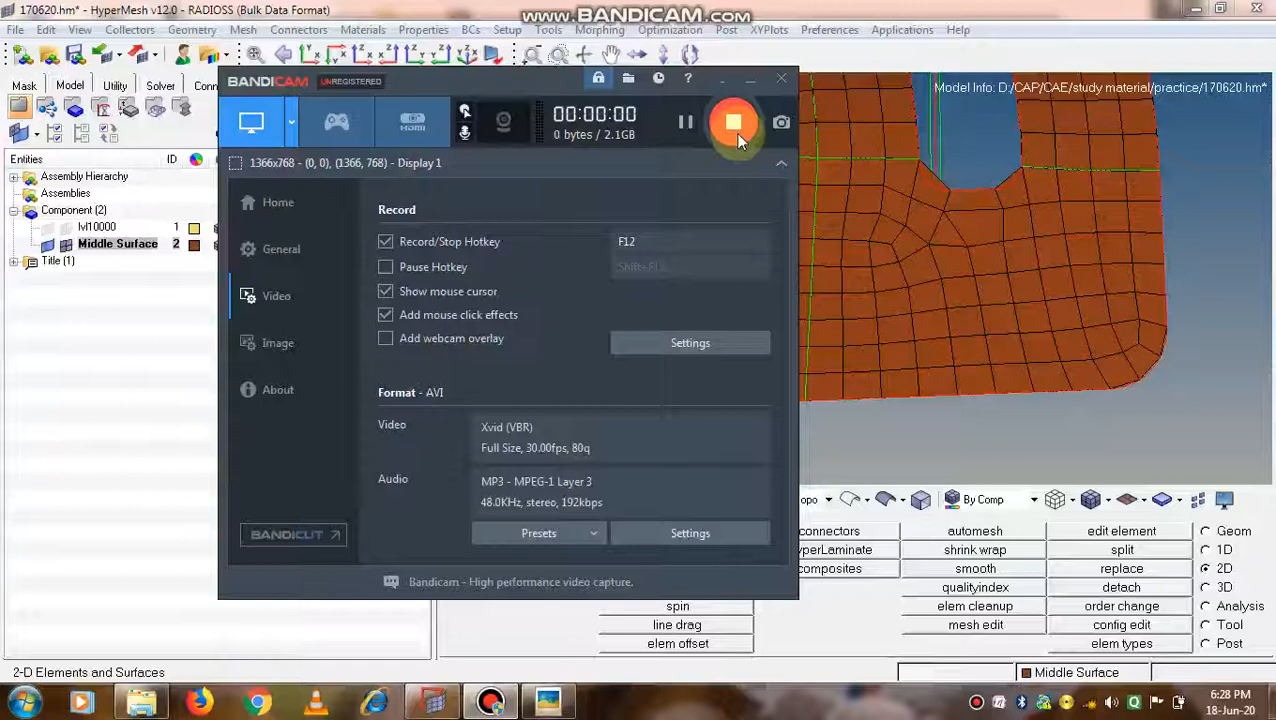 170620.hm* - HyperMesh v12.0 - RADIOSS (Bulk Data Format)
www.BANDICAM.com
File Edit View Collectors Geometry Mesh Connectors Materials Properties BCs Setup Tools Morphing Optimization Post XYPlots Preferences Applications Help
Mask Model Utility Solver
BANDICAM UNREGISTERED
Model Info: D:/CAP/CAE/study material/practice/170620.hm*
HDMI
00:00:00
0 bytes / 2.1GB
1366x768 - (0, 0), (1366, 768) - Display 1
Entities ID
Assembly Hierarchy
Assemblies
Component (2)
lvl10000 1
Middle Surface 2
Title (1)
Home
General
Video
Image
About
BANDICUT
Record
Record/Stop Hotkey F12
Pause Hotkey
Show mouse cursor
Add mouse click effects
Add webcam overlay
Settings
Format - AVI
Video
Xvid (VBR)
Full Size, 30.00fps, 80q
Audio
MP3 - MPEG-1 Layer 3
48.0KHz, stereo, 192kbps
Presets Settings
Bandicam - High performance video capture.
By Comp
connectors automesh edit element Geom
shrink wrap split 1D
composites smooth replace 2D
qualityindex detach 3D
spin elem cleanup order change Analysis
line drag mesh edit config edit Tool
elem offset elem types Post
2-D Elements and Surfaces
Middle Surface
6:28 PM
18-Jun-20